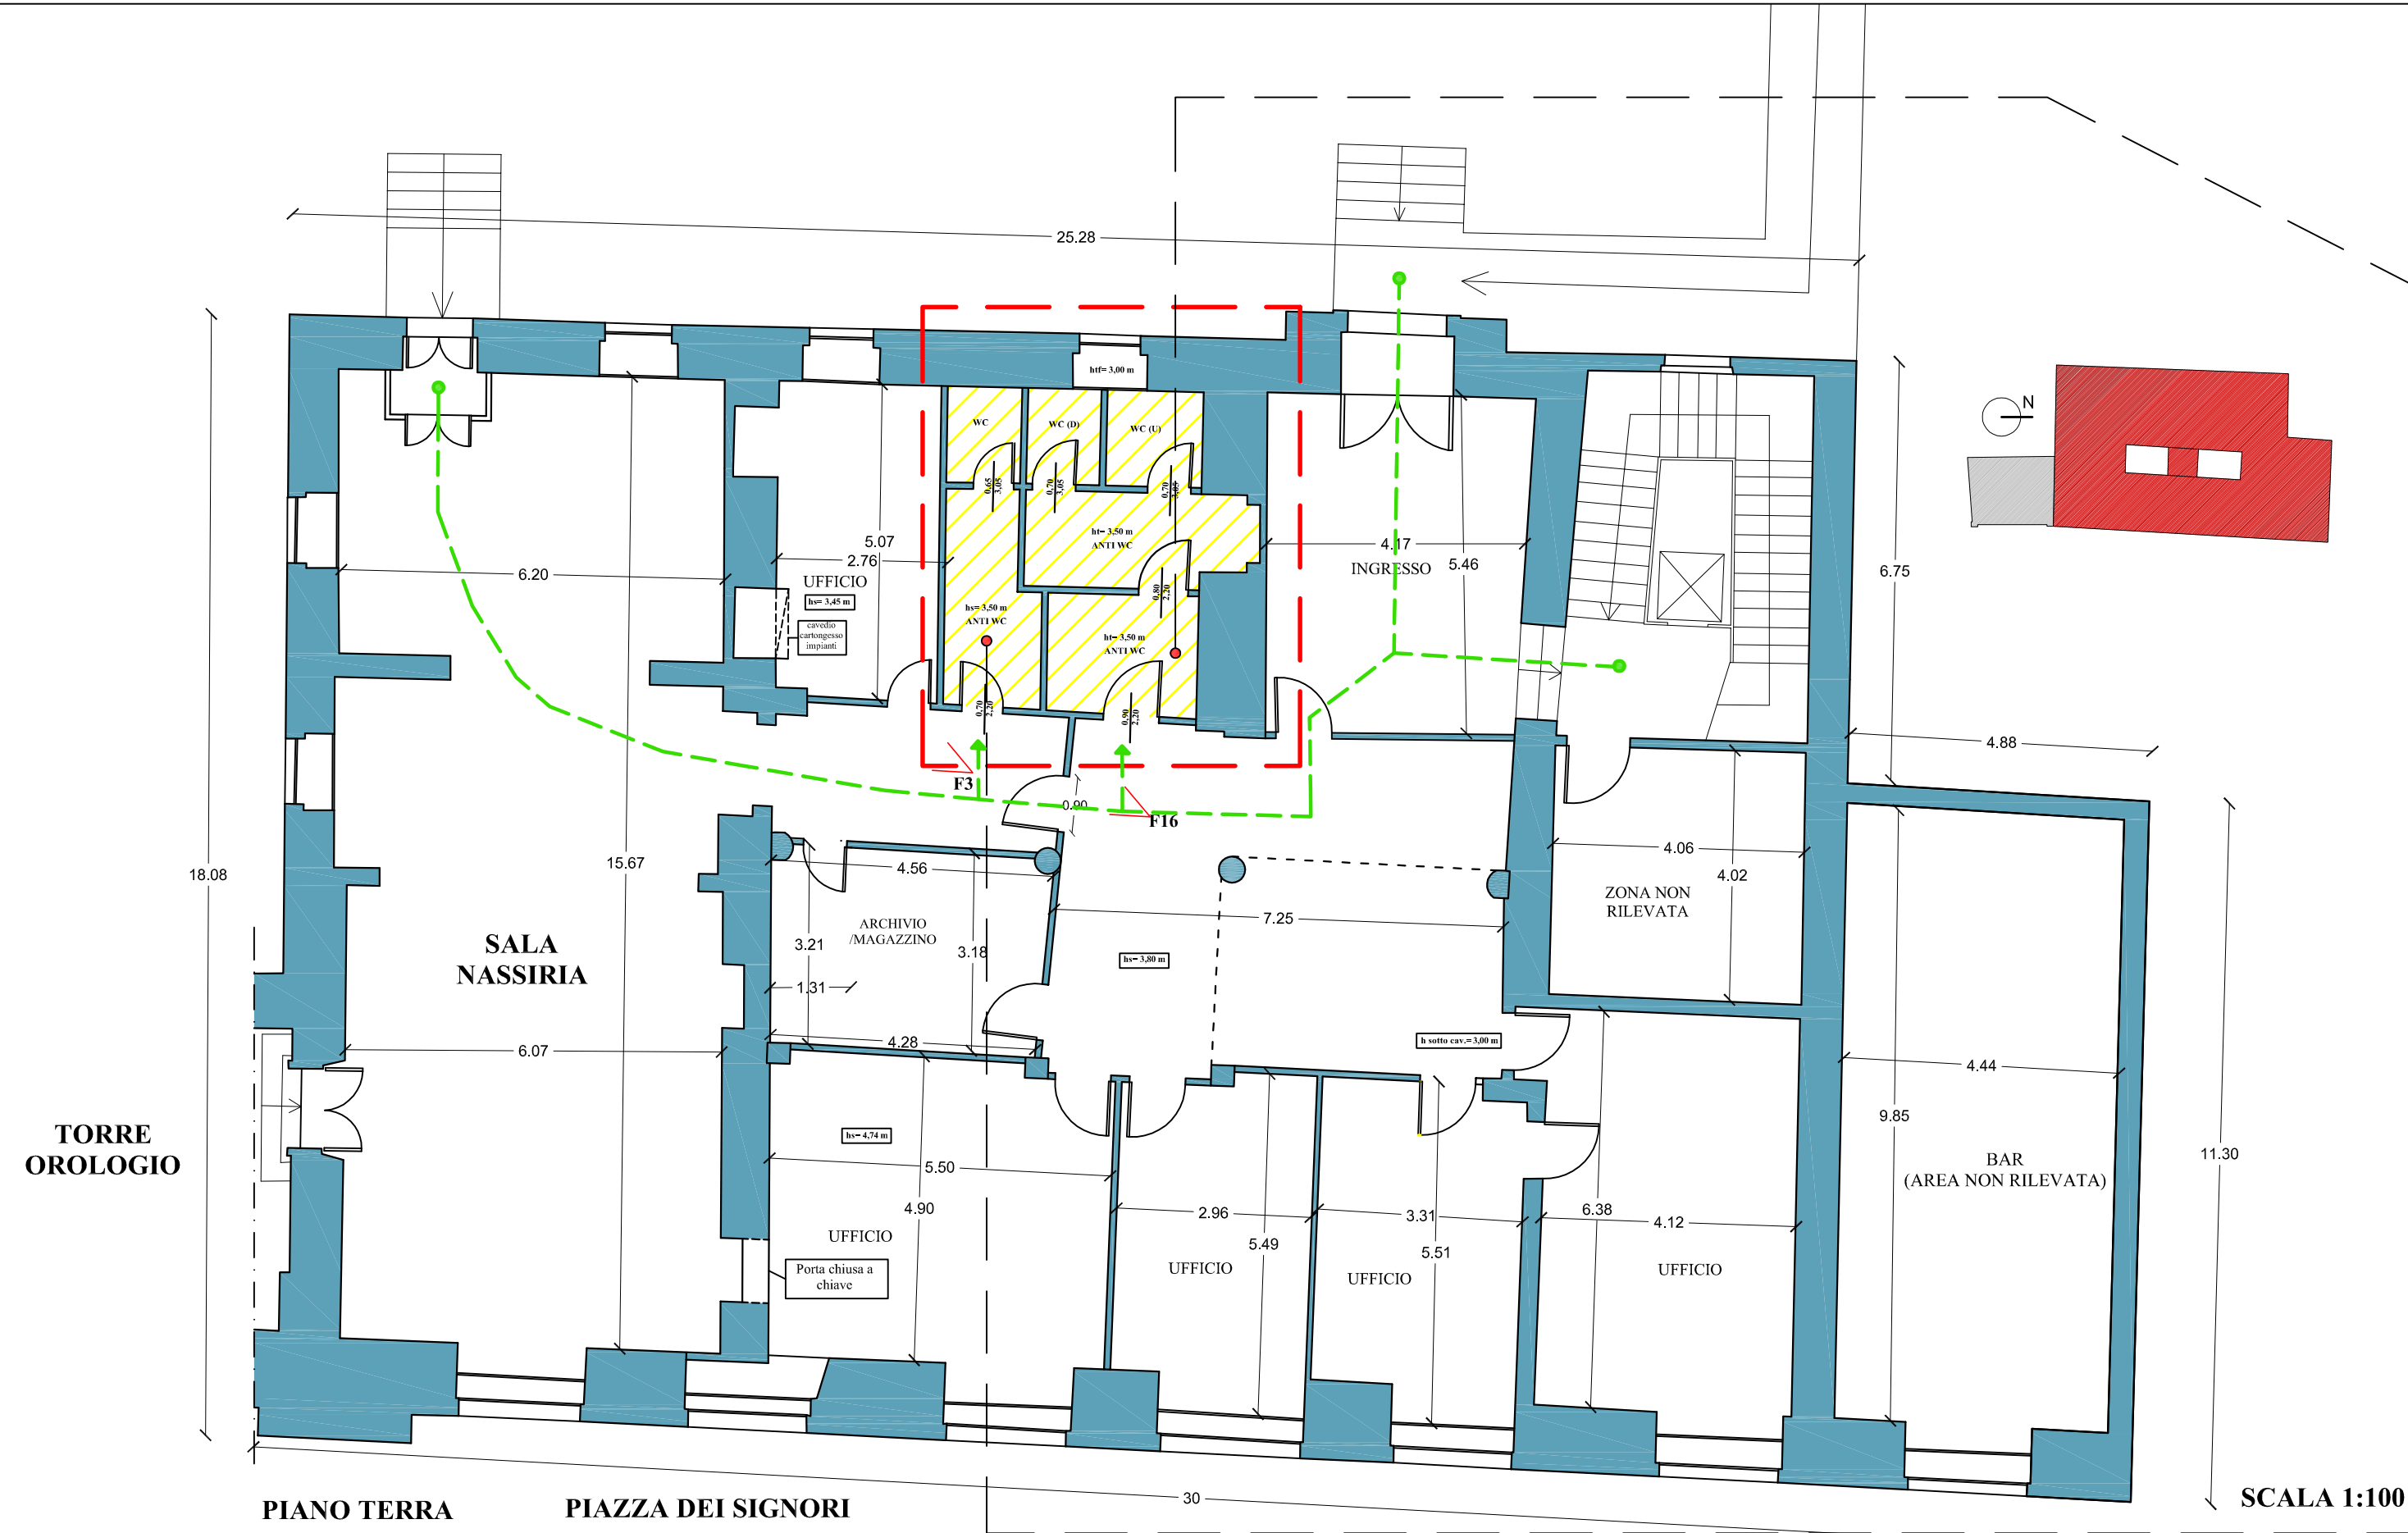 25.28
htf= 3,00 m
WC
WC (D)
WC (U)
0,65
3,05
0,70
3,05
0,70
3,05
N
5.07
ht= 3,50 m
ANTI WC
4.17
5.46
INGRESSO
2.76
UFFICIO
hs= 3,45 m
cavedio
cartongesso
impianti
6.20
6.75
0,80
2,20
hs= 3,50 m
ANTI WC
ht= 3,50 m
ANTI WC
0,70
2,20
0,90
2,20
4.88
F3
0.90
F16
18.08
15.67
4.56
4.06
4.02
ZONA NON
RILEVATA
7.25
ARCHIVIO
/MAGAZZINO
3.21
3.18
SALA
NASSIRIA
hs= 3,80 m
1.31
4.28
6.07
h sotto cav.= 3,00 m
4.44
9.85
TORRE
OROLOGIO
hs= 4,74 m
5.50
11.30
BAR
(AREA NON RILEVATA)
4.90
2.96
3.31
6.38
4.12
UFFICIO
5.49
5.51
UFFICIO
UFFICIO
UFFICIO
Porta chiusa a
chiave
30
PIANO TERRA
PIAZZA DEI SIGNORI
SCALA 1:100